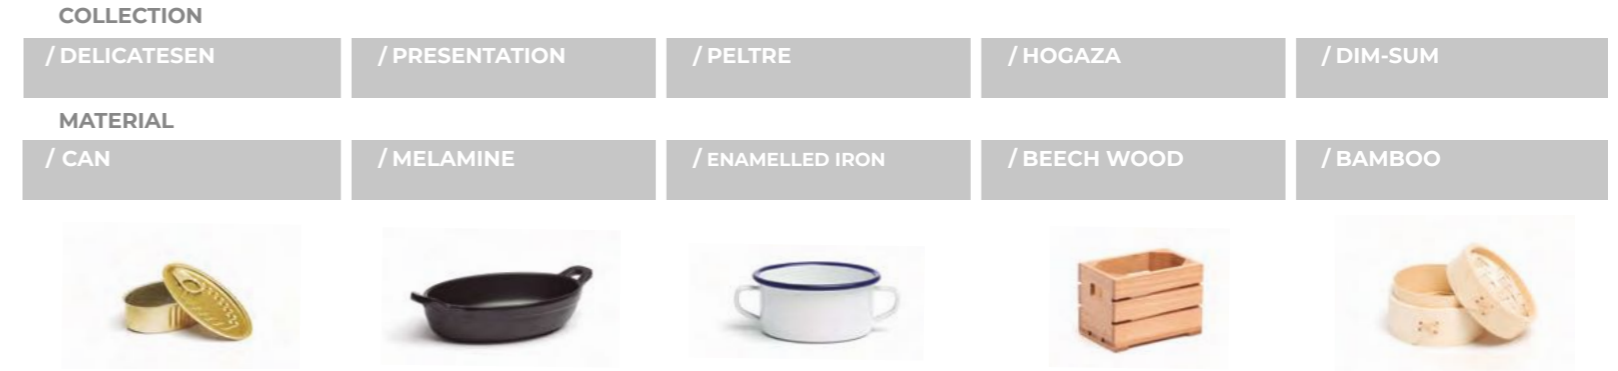 COLLECTION
/ DELICATESEN
/ PRESENTATION
/ PELTRE
/ HOGAZA
/ DIM-SUM
MATERIAL
/ CAN
/ MELAMINE
/ ENAMELLED IRON
/ BEECH WOOD
/ BAMBOO